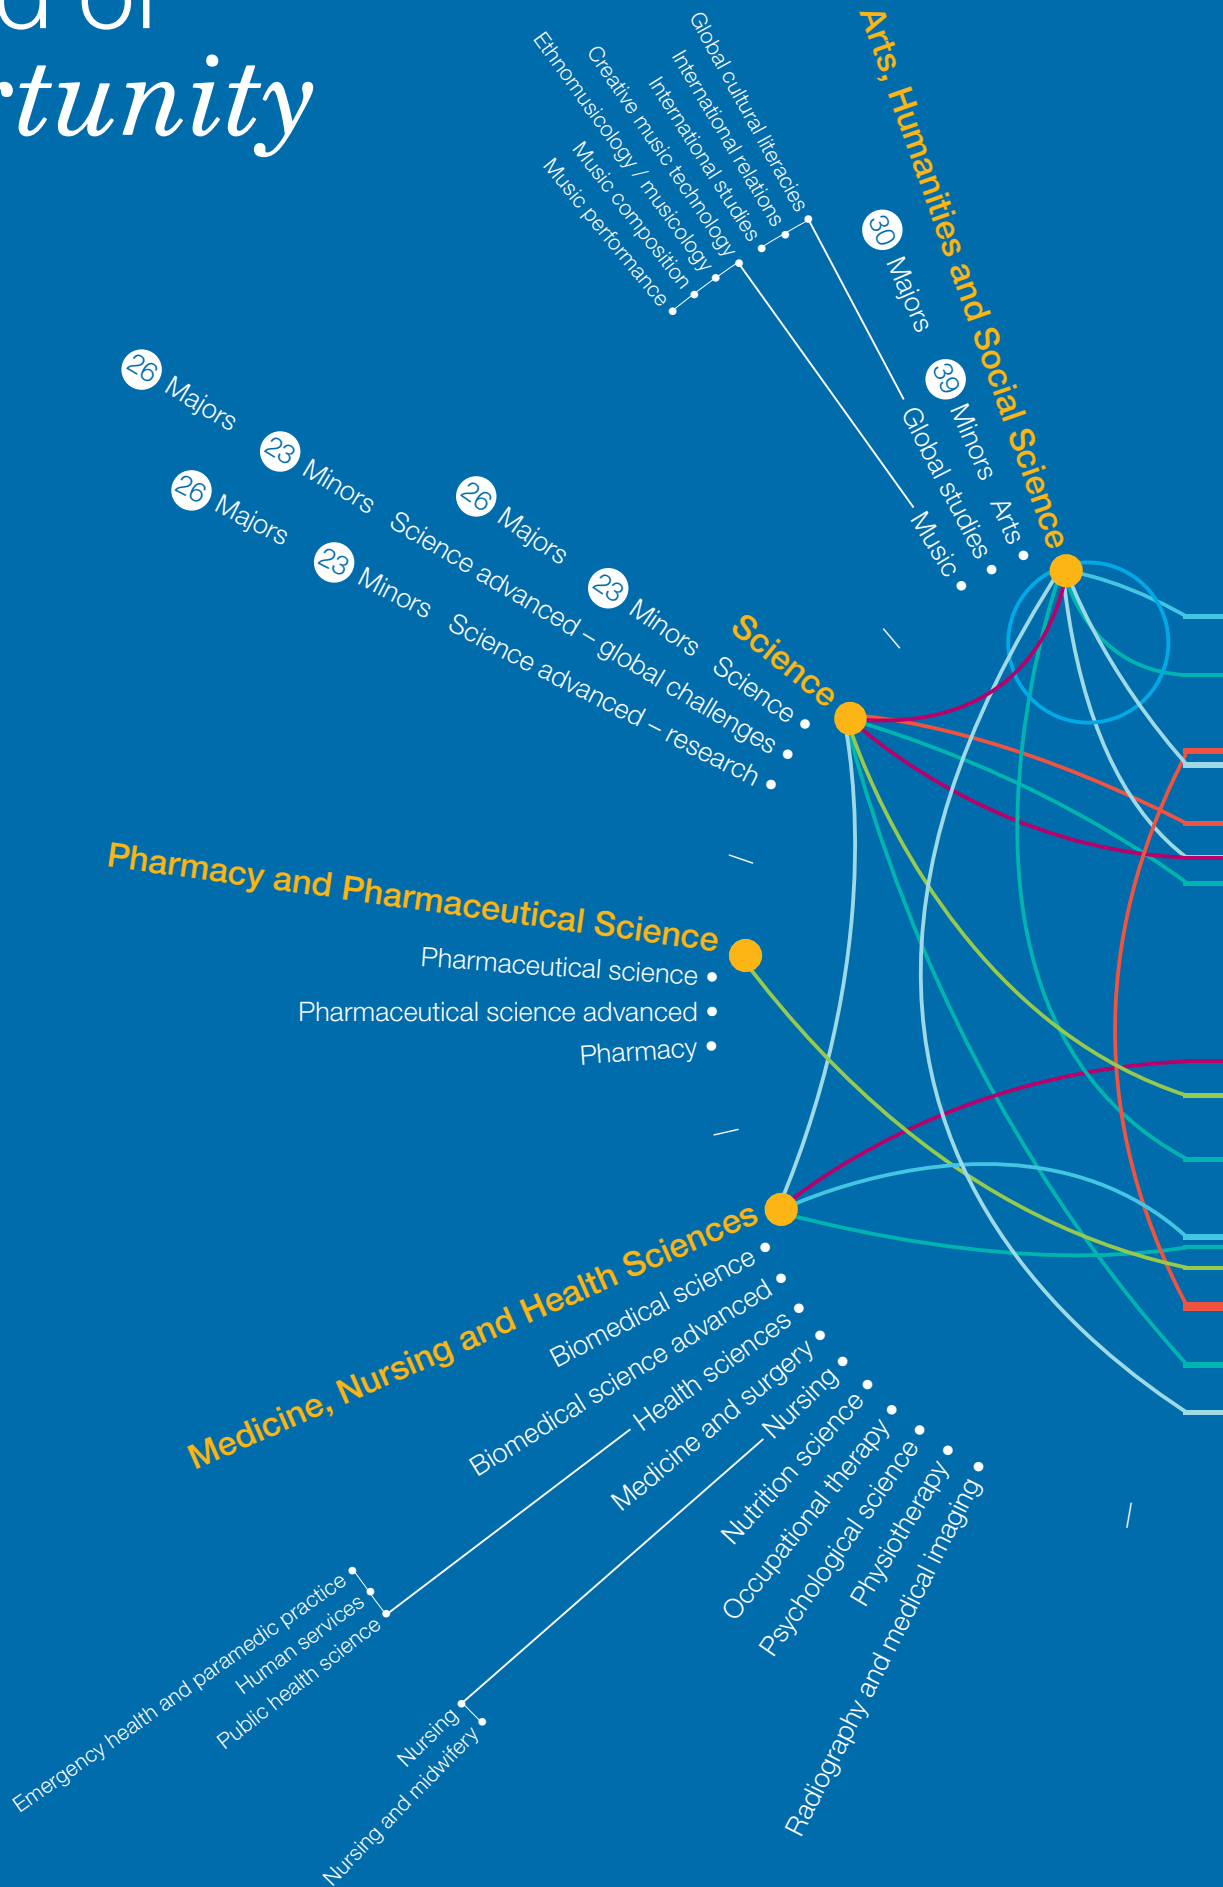 d of
rtunity
Arts, Humanities and Social Science
30 Majors 39 Minors Arts
Global studies
Global cultural literacies
International relations
International studies
Music
Creative music technology
Ethnomusicology / musicology
Music composition
Music performance
Science
26 Majors 23 Minors Science
26 Majors 23 Minors Science advanced – global challenges
26 Majors 23 Minors Science advanced – research
Pharmacy and Pharmaceutical Science
Pharmaceutical science
Pharmaceutical science advanced
Pharmacy
Medicine, Nursing and Health Sciences
Biomedical science
Biomedical science advanced
Health sciences
Emergency health and paramedic practice
Human services
Public health science
Medicine and surgery
Nursing
Nursing
Nursing and midwifery
Nutrition science
Occupational therapy
Psychological science
Physiotherapy
Radiography and medical imaging